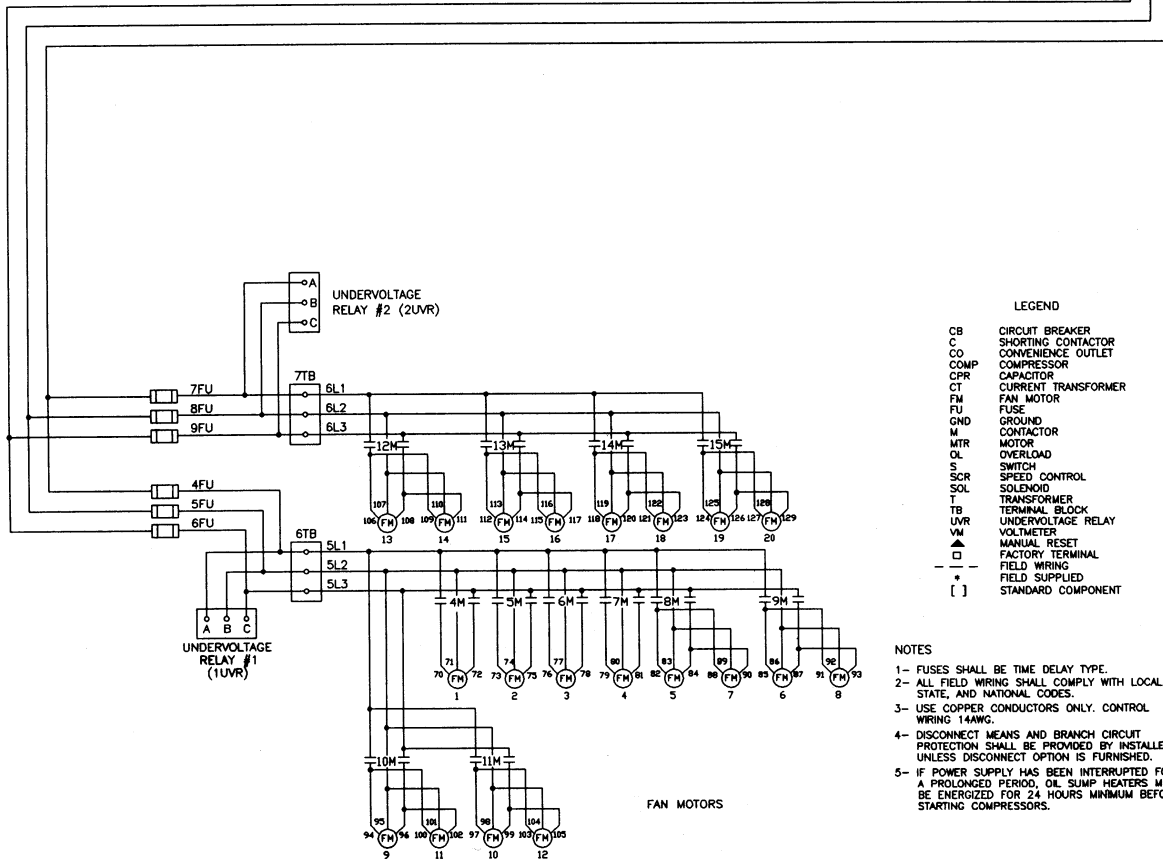 A
B
C
UNDERVOLTAGE
RELAY #2 (2UVR)
7TB
7FU 6L1
8FU 6L2
9FU 6L3
12M 13M 14M 15M
107 110 113 116 119 122 125 128
106 108 109 111 112 114 115 117 118 120 121 123 124 126 127 129
FM FM FM FM FM FM FM FM
13 14 15 16 17 18 19 20
4FU
5FU
6FU
6TB
5L1
5L2
5L3
4M 5M 6M 7M 8M 9M
A B C
UNDERVOLTAGE
RELAY #1
(1UVR)
71 74 77 80 83 89 86 92
70 72 73 75 76 78 79 81 82 84 88 90 85 87 91 93
FM FM FM FM FM FM FM FM
1 2 3 4 5 7 6 8
10M 11M
95 101 98 104
94 96 100 102 97 99 103 105
FM FM FM FM
9 11 10 12
FAN MOTORS
LEGEND
CB CIRCUIT BREAKER
C SHORTING CONTACTOR
CO CONVENIENCE OUTLET
COMP COMPRESSOR
CPR CAPACITOR
CT CURRENT TRANSFORMER
FM FAN MOTOR
FU FUSE
GND GROUND
M CONTACTOR
MTR MOTOR
OL OVERLOAD
S SWITCH
SCR SPEED CONTROL
SOL SOLENOID
T TRANSFORMER
TB TERMINAL BLOCK
UVR UNDERVOLTAGE RELAY
VM VOLTMETER
▲ MANUAL RESET
□ FACTORY TERMINAL
— — — FIELD WIRING
* FIELD SUPPLIED
[ ] STANDARD COMPONENT
NOTES
1– FUSES SHALL BE TIME DELAY TYPE.
2– ALL FIELD WIRING SHALL COMPLY WITH LOCAL
STATE, AND NATIONAL CODES.
3– USE COPPER CONDUCTORS ONLY. CONTROL
WIRING 14AWG.
4– DISCONNECT MEANS AND BRANCH CIRCUIT
PROTECTION SHALL BE PROVIDED BY INSTALLE
UNLESS DISCONNECT OPTION IS FURNISHED.
5– IF POWER SUPPLY HAS BEEN INTERRUPTED FO
A PROLONGED PERIOD, OIL SUMP HEATERS M
BE ENERGIZED FOR 24 HOURS MINIMUM BEFO
STARTING COMPRESSORS.